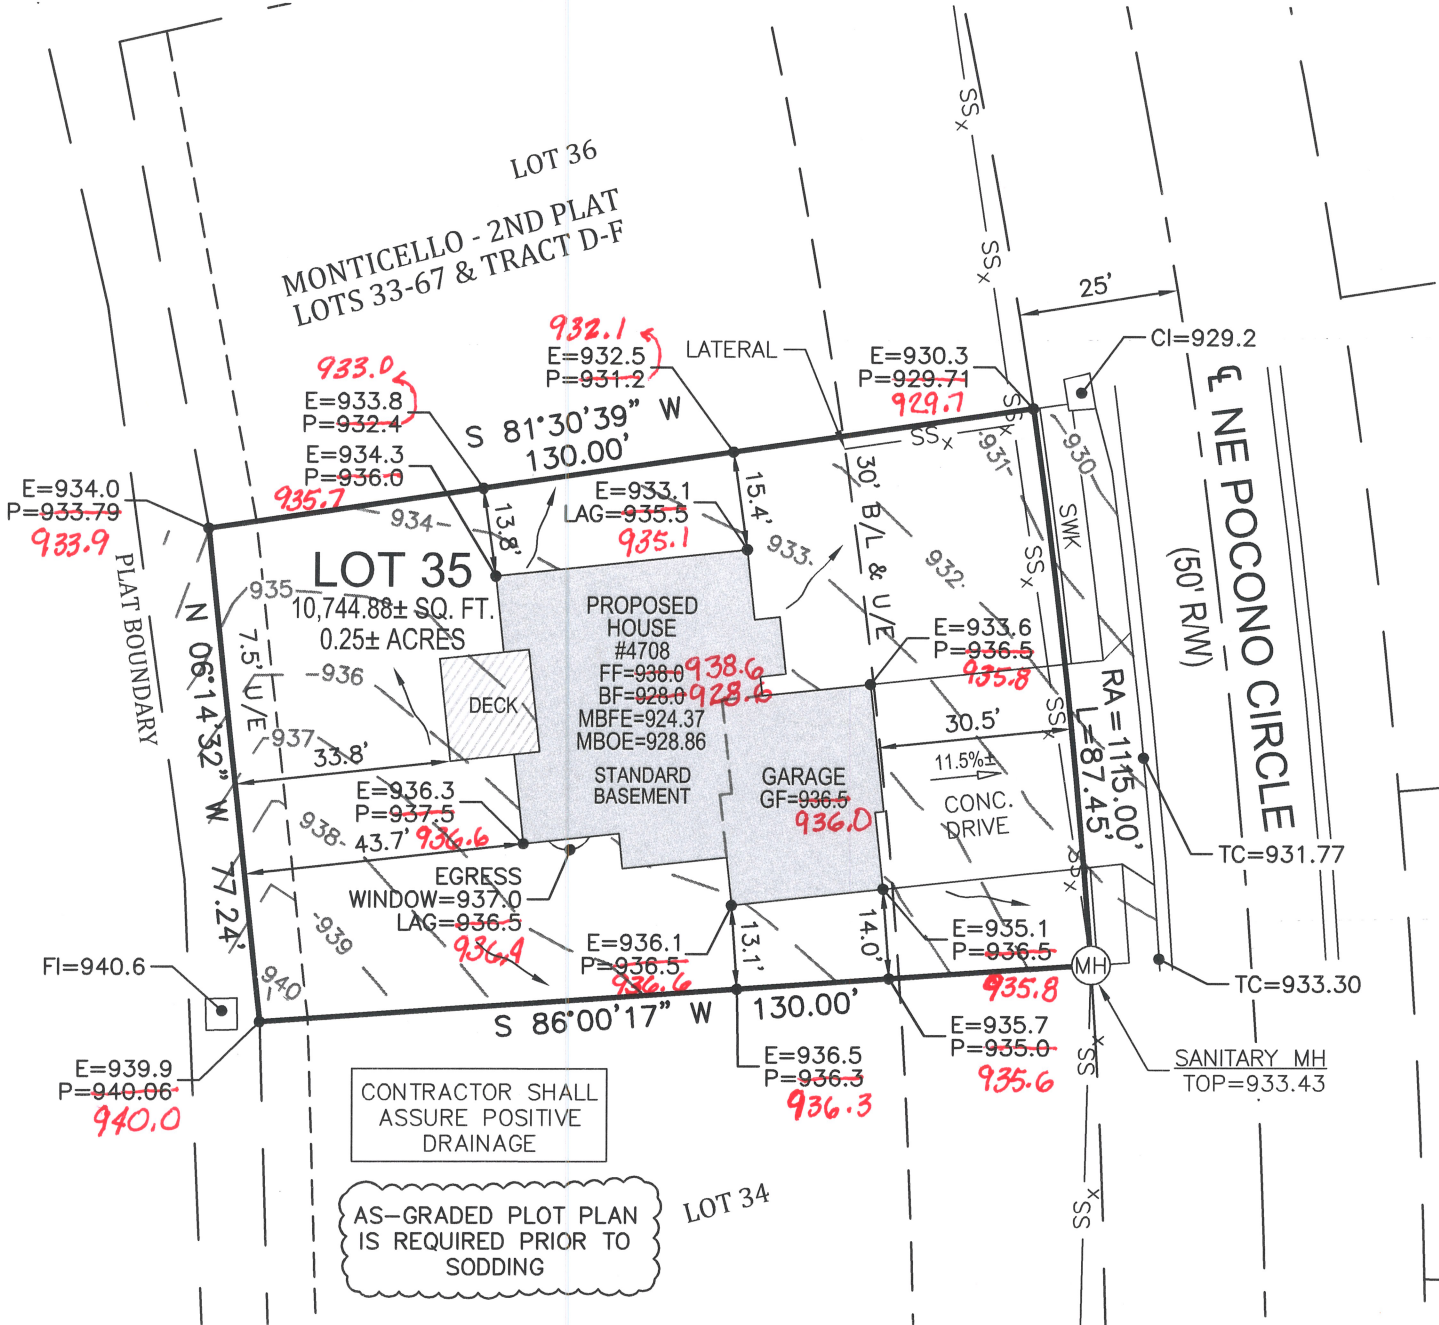 LOT 36
MONTICELLO - 2ND PLAT
LOTS 33-67 & TRACT D-F
SSx
SSx
25'
CI=929.2
932.1
E=932.5
P=931.2
LATERAL
E=930.3
P=929.71
929.7
933.0
E=933.8
P=932.4
S 81°30'39" W
130.00'
SSx
SSx
-931-
-930-
E=934.3
P=936.0
935.7
E=934.0
P=933.79
933.9
934-
13.8'
E=933.1
LAG=935.5
935.1
15.4'
933-
30' B/L & U/E
932-
SWK
SSx
℄ NE POCONO CIRCLE
(50' R/W)
PLAT BOUNDARY
LOT 35
10,744.88± SQ. FT.
0.25± ACRES
-935
-936
-937
938-
-939
940
N 06°14'32" W 77.24'
7.5' U/E
PROPOSED
HOUSE
#4708
FF=938.0 938.6
BF=928.0 928.6
MBFE=924.37
MBOE=928.86
STANDARD
BASEMENT
DECK
E=933.6
P=936.5
935.8
33.8'
30.5'
SSx
11.5%±
CONC.
DRIVE
RA=1115.00'
L=87.45'
GARAGE
GF=936.5
936.0
E=936.3
P=937.5
936.6
43.7'
TC=931.77
SSx
EGRESS
WINDOW=937.0
LAG=936.5
936.4
E=936.1
P=936.5
936.6
13.1'
14.0'
E=935.1
P=936.5
935.8
MH
TC=933.30
FI=940.6
S 86°00'17" W 130.00'
E=935.7
P=935.0
935.6
SSx
SANITARY MH
TOP=933.43
E=939.9
P=940.06
940.0
E=936.5
P=936.3
936.3
CONTRACTOR SHALL
ASSURE POSITIVE
DRAINAGE
AS-GRADED PLOT PLAN
IS REQUIRED PRIOR TO
SODDING
LOT 34
SSx